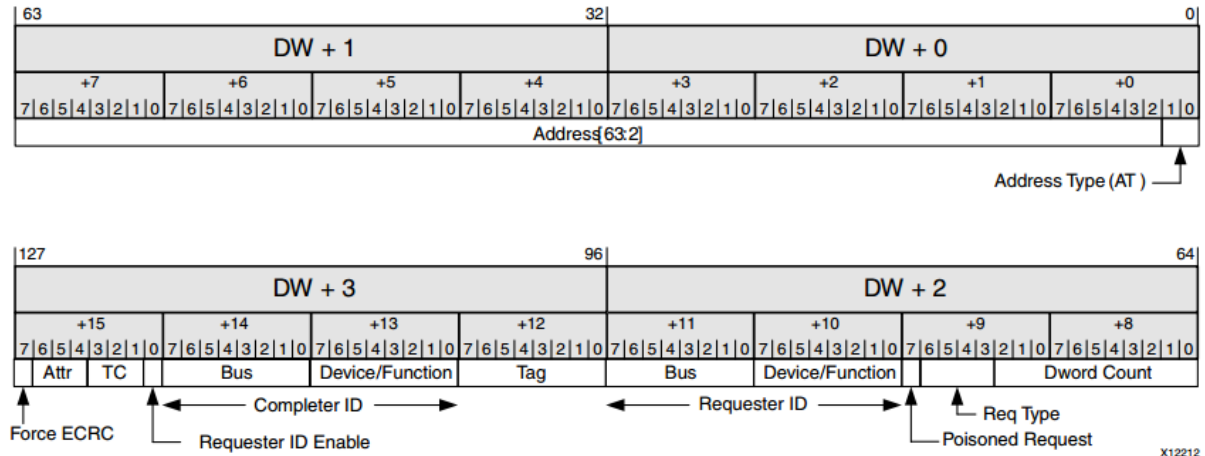 63 32 0
DW + 1 DW + 0
+7 +6 +5 +4 +3 +2 +1 +0
7 6 5 4 3 2 1 0 7 6 5 4 3 2 1 0 7 6 5 4 3 2 1 0 7 6 5 4 3 2 1 0 7 6 5 4 3 2 1 0 7 6 5 4 3 2 1 0 7 6 5 4 3 2 1 0 7 6 5 4 3 2 1 0
Address[63:2]
Address Type (AT )
127 96 64
DW + 3 DW + 2
+15 +14 +13 +12 +11 +10 +9 +8
7 6 5 4 3 2 1 0 7 6 5 4 3 2 1 0 7 6 5 4 3 2 1 0 7 6 5 4 3 2 1 0 7 6 5 4 3 2 1 0 7 6 5 4 3 2 1 0 7 6 5 4 3 2 1 0 7 6 5 4 3 2 1 0
Attr TC Bus Device/Function Tag Bus Device/Function Dword Count
Completer ID Requester ID Req Type
Force ECRC Requester ID Enable Poisoned Request
X12212